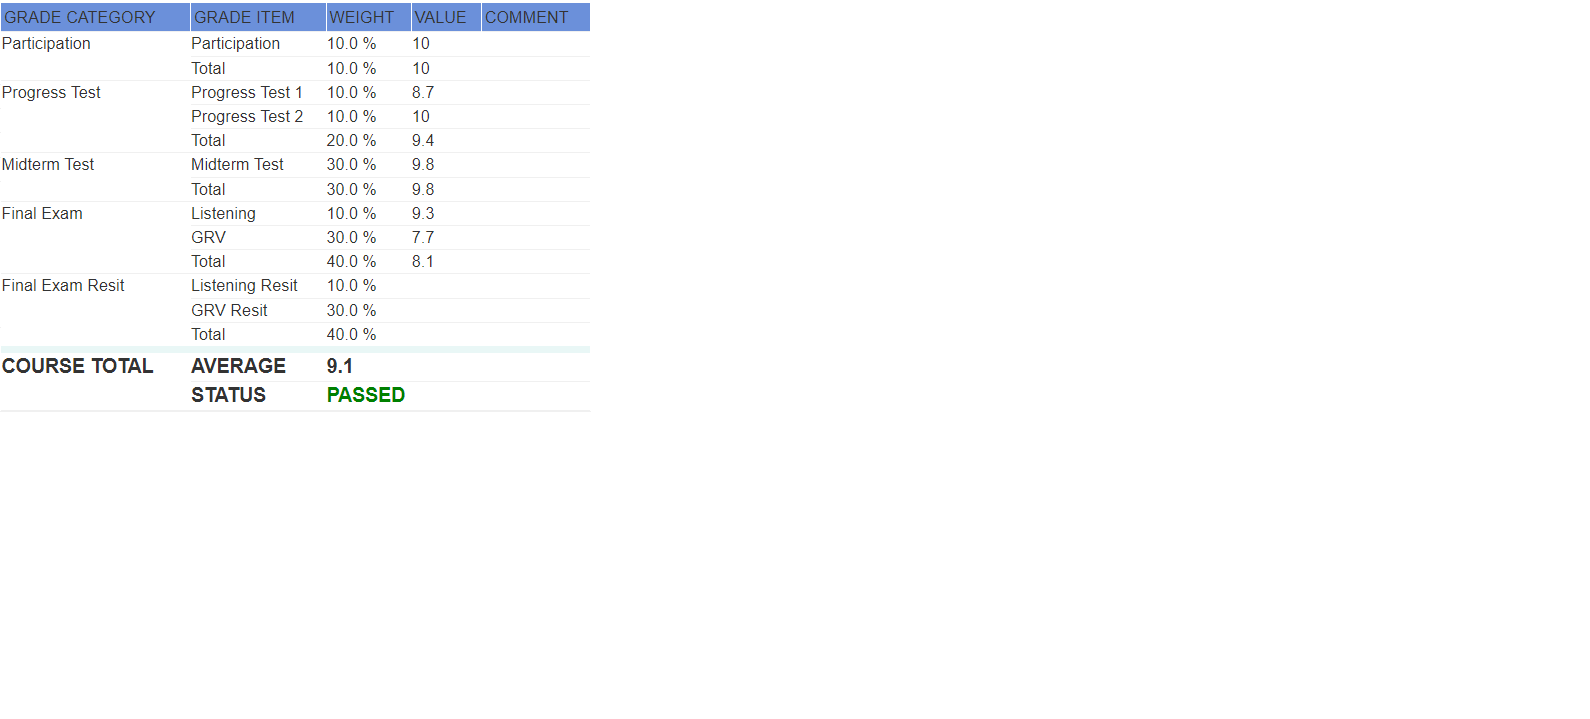 GRADE CATEGORY GRADE ITEM WEIGHT VALUE COMMENT
Participation Participation 10.0 % 10
Total 10.0 % 10
Progress Test Progress Test 1 10.0 % 8.7
Progress Test 2 10.0 % 10
Total 20.0 % 9.4
Midterm Test Midterm Test 30.0 % 9.8
Total 30.0 % 9.8
Final Exam Listening 10.0 % 9.3
GRV 30.0 % 7.7
Total 40.0 % 8.1
Final Exam Resit Listening Resit 10.0 %
GRV Resit 30.0 %
Total 40.0 %
COURSE TOTAL AVERAGE 9.1
STATUS PASSED